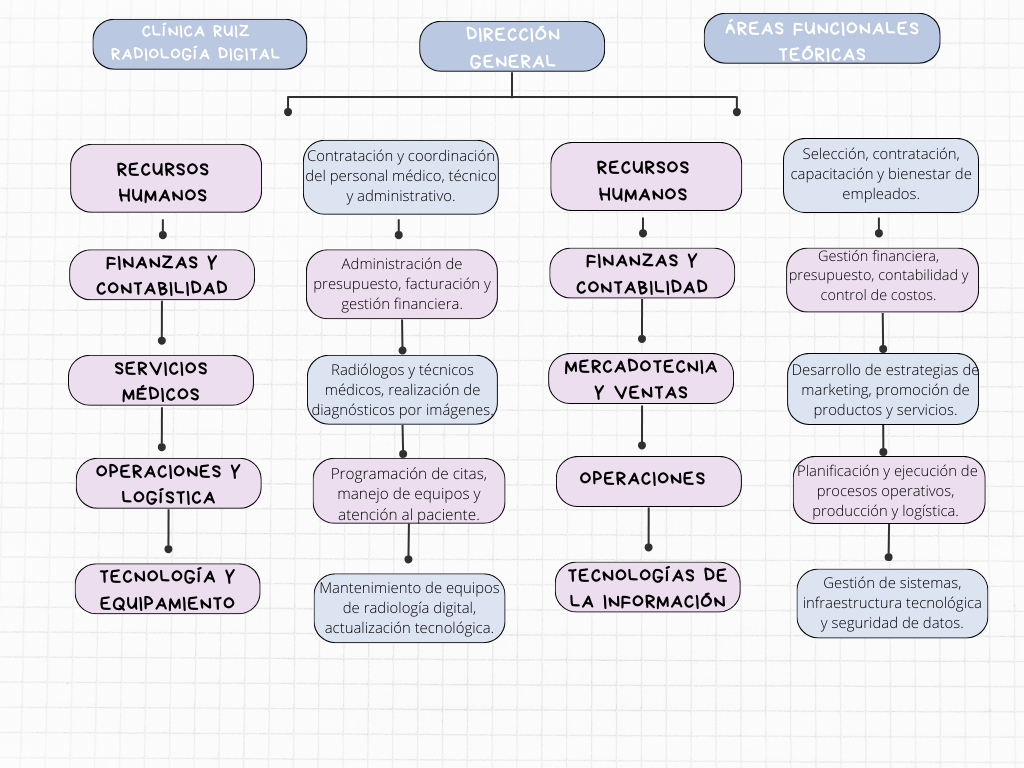 CLÍNICA RUIZ
RADIOLOGÍA DIGITAL
DIRECCIÓN
GENERAL
ÁREAS FUNCIONALES
TEÓRICAS
RECURSOS
HUMANOS
Contratación y coordinación
del personal médico, técnico
y administrativo.
RECURSOS
HUMANOS
Selección, contratación,
capacitación y bienestar de
empleados.
FINANZAS Y
CONTABILIDAD
Administración de
presupuesto, facturación y
gestión financiera.
FINANZAS Y
CONTABILIDAD
Gestión financiera,
presupuesto, contabilidad y
control de costos.
SERVICIOS
MÉDICOS
Radiólogos y técnicos
médicos, realización de
diagnósticos por imágenes.
MERCADOTECNIA
Y VENTAS
Desarrollo de estrategias de
marketing, promoción de
productos y servicios.
OPERACIONES Y
LOGÍSTICA
Programación de citas,
manejo de equipos y
atención al paciente.
OPERACIONES
Planificación y ejecución de
procesos operativos,
producción y logística.
TECNOLOGÍA Y
EQUIPAMIENTO
Mantenimiento de equipos
de radiología digital,
actualización tecnológica.
TECNOLOGÍAS DE
LA INFORMACIÓN
Gestión de sistemas,
infraestructura tecnológica
y seguridad de datos.